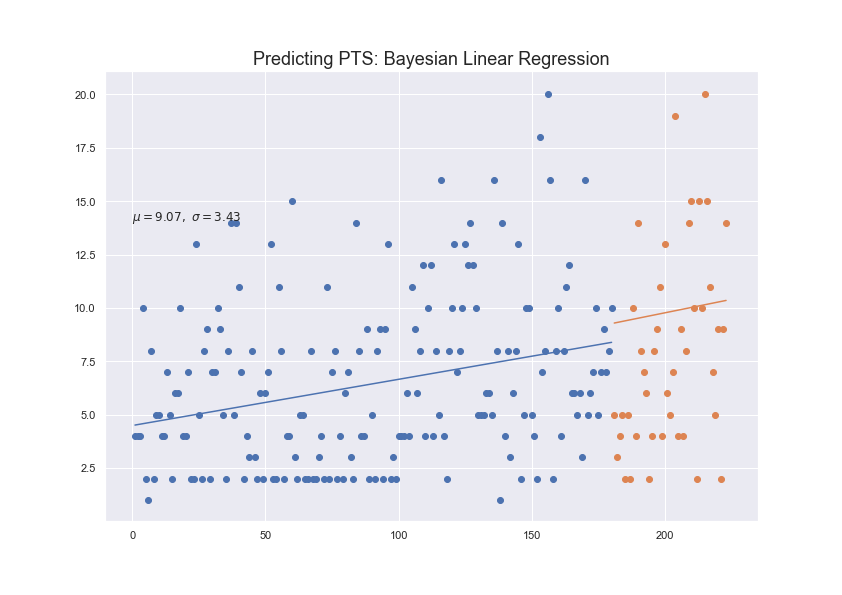 Predicting PTS: Bayesian Linear Regression
20.0
17.5
15.0
μ = 9.07, σ = 3.43
12.5
10.0
7.5
5.0
2.5
0 50 100 150 200